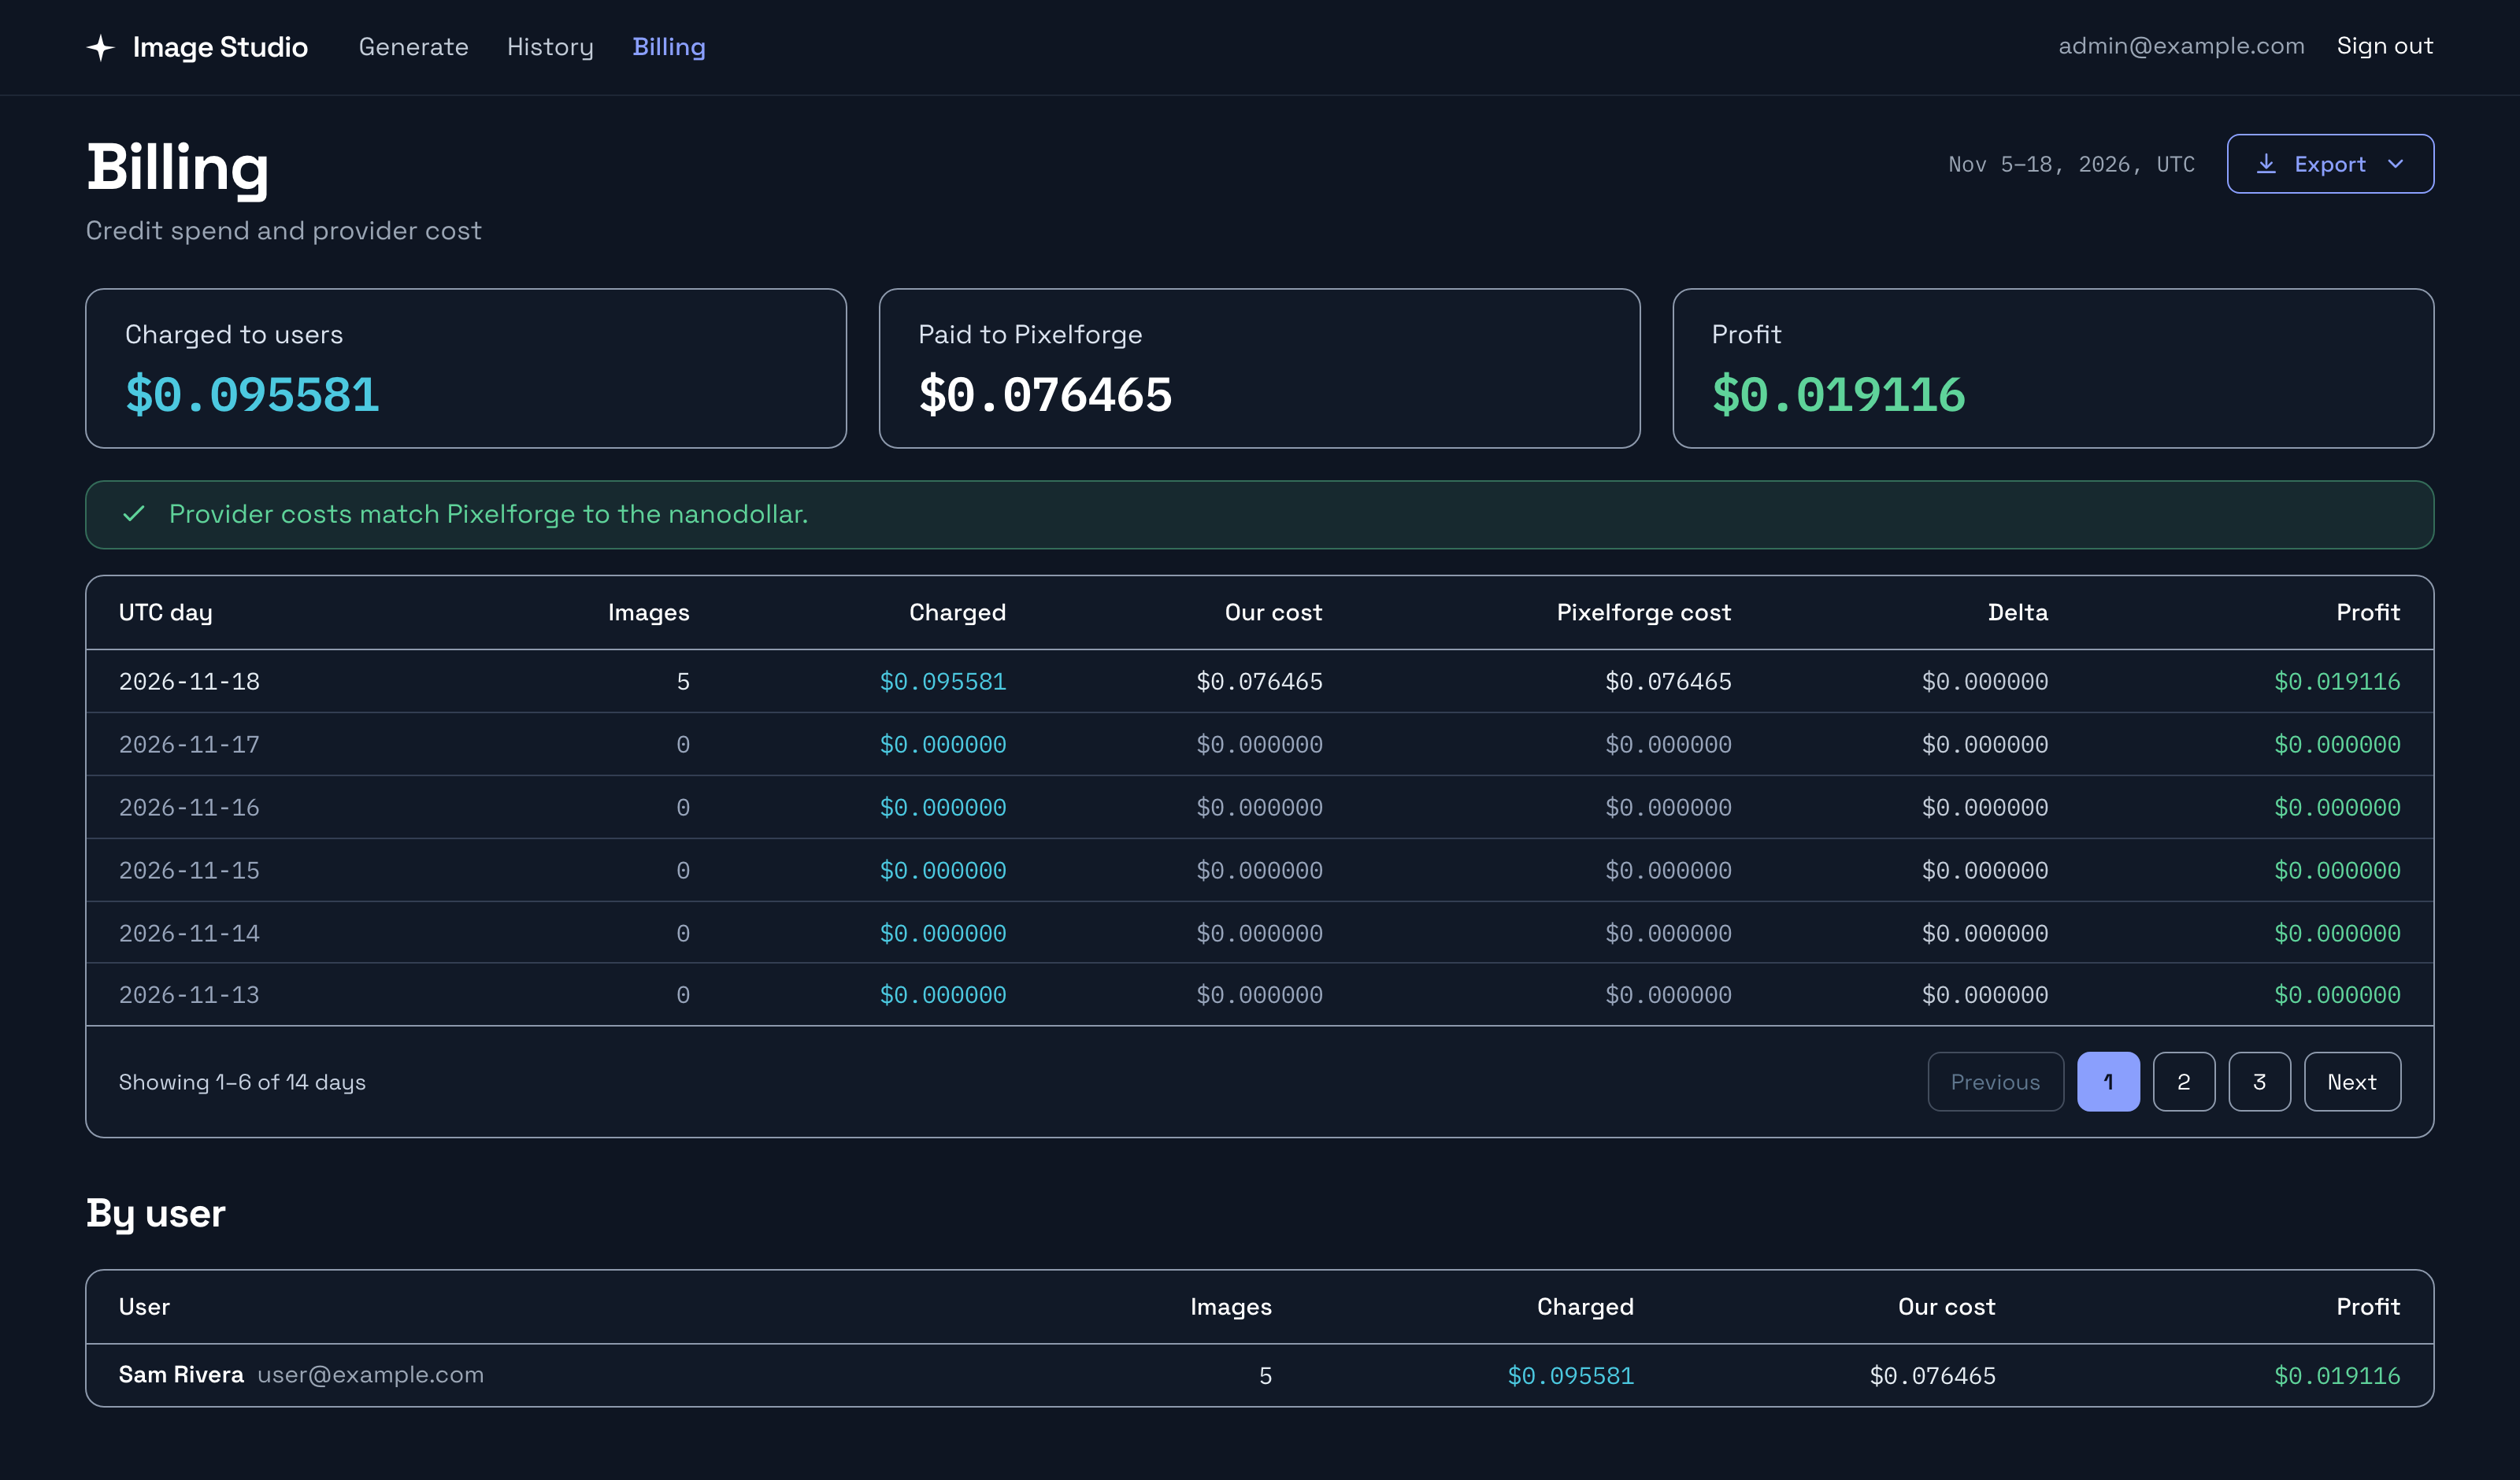 Image Studio Generate History Billing admin@example.com Sign out
Billing Nov 5–18, 2026, UTC Export
Credit spend and provider cost
Charged to users Paid to Pixelforge Profit
$0.095581 $0.076465 $0.019116
Provider costs match Pixelforge to the nanodollar.
UTC day Images Charged Our cost Pixelforge cost Delta Profit
2026-11-18 5 $0.095581 $0.076465 $0.076465 $0.000000 $0.019116
2026-11-17 0 $0.000000 $0.000000 $0.000000 $0.000000 $0.000000
2026-11-16 0 $0.000000 $0.000000 $0.000000 $0.000000 $0.000000
2026-11-15 0 $0.000000 $0.000000 $0.000000 $0.000000 $0.000000
2026-11-14 0 $0.000000 $0.000000 $0.000000 $0.000000 $0.000000
2026-11-13 0 $0.000000 $0.000000 $0.000000 $0.000000 $0.000000
Showing 1–6 of 14 days Previous 1 2 3 Next
By user
User Images Charged Our cost Profit
Sam Rivera user@example.com 5 $0.095581 $0.076465 $0.019116